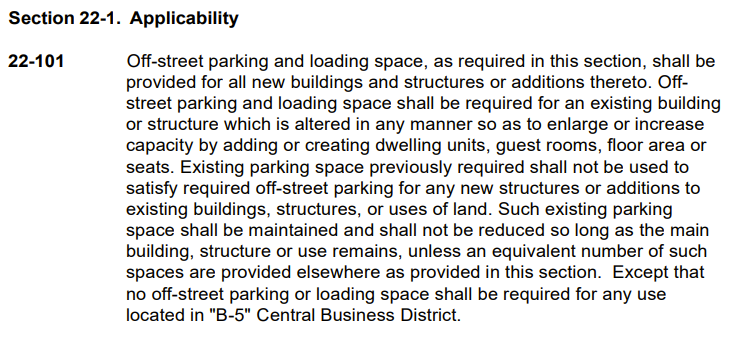 Section 22-1.  Applicability
22-101 Off-street parking and loading space, as required in this section, shall be
provided for all new buildings and structures or additions thereto. Off-
street parking and loading space shall be required for an existing building
or structure which is altered in any manner so as to enlarge or increase
capacity by adding or creating dwelling units, guest rooms, floor area or
seats. Existing parking space previously required shall not be used to
satisfy required off-street parking for any new structures or additions to
existing buildings, structures, or uses of land. Such existing parking
space shall be maintained and shall not be reduced so long as the main
building, structure or use remains, unless an equivalent number of such
spaces are provided elsewhere as provided in this section.  Except that
no off-street parking or loading space shall be required for any use
located in "B-5" Central Business District.